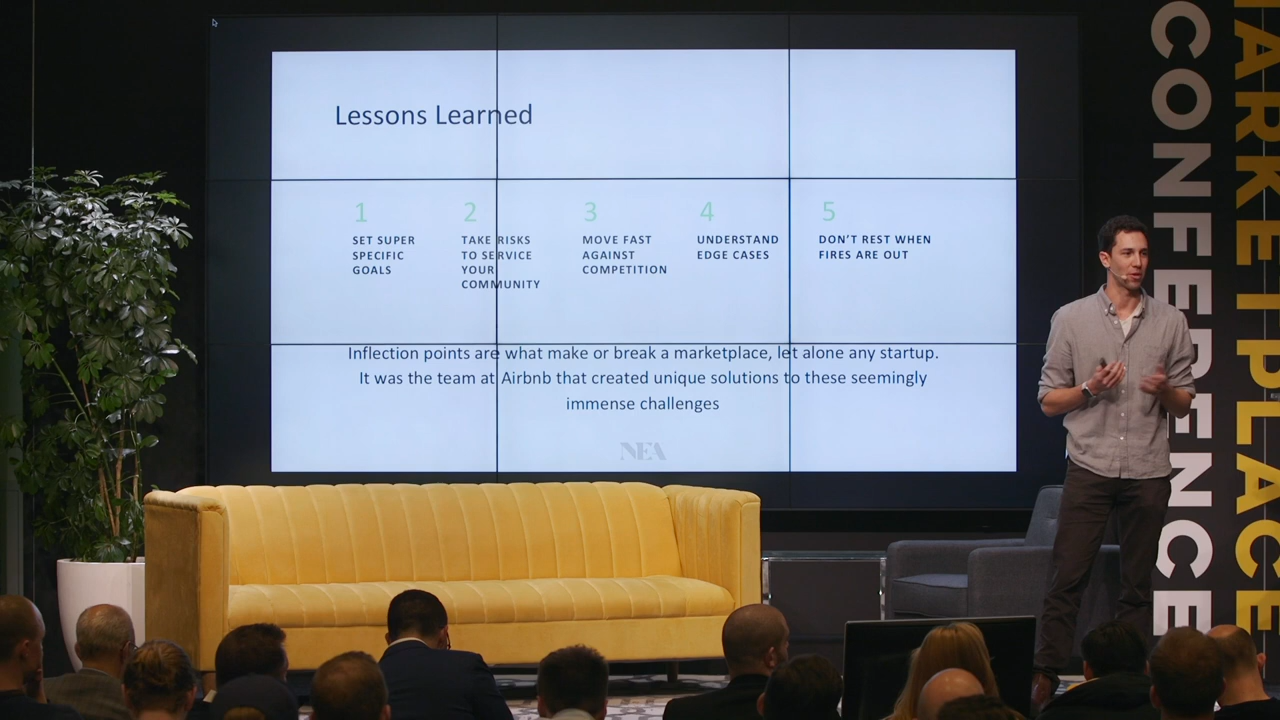 Lessons Learned
1
SET SUPER
SPECIFIC
GOALS
2
TAKE RISKS
TO SERVICE
YOUR
COMMUNITY
3
MOVE FAST
AGAINST
COMPETITION
4
UNDERSTAND
EDGE CASES
5
DON’T REST WHEN
FIRES ARE OUT
Inflection points are what make or break a marketplace, let alone any startup.
It was the team at Airbnb that created unique solutions to these seemingly
immense challenges
NEA
MARKETPLACE
CONFERENCE